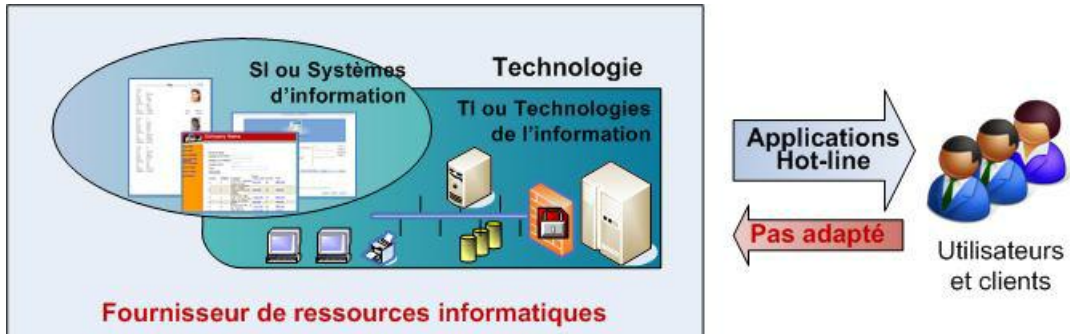 SI ou Systèmes
d'information
Technologie
TI ou Technologies
de l'information
Fournisseur de ressources informatiques
Applications
Hot-line
Pas adapté
Utilisateurs
et clients